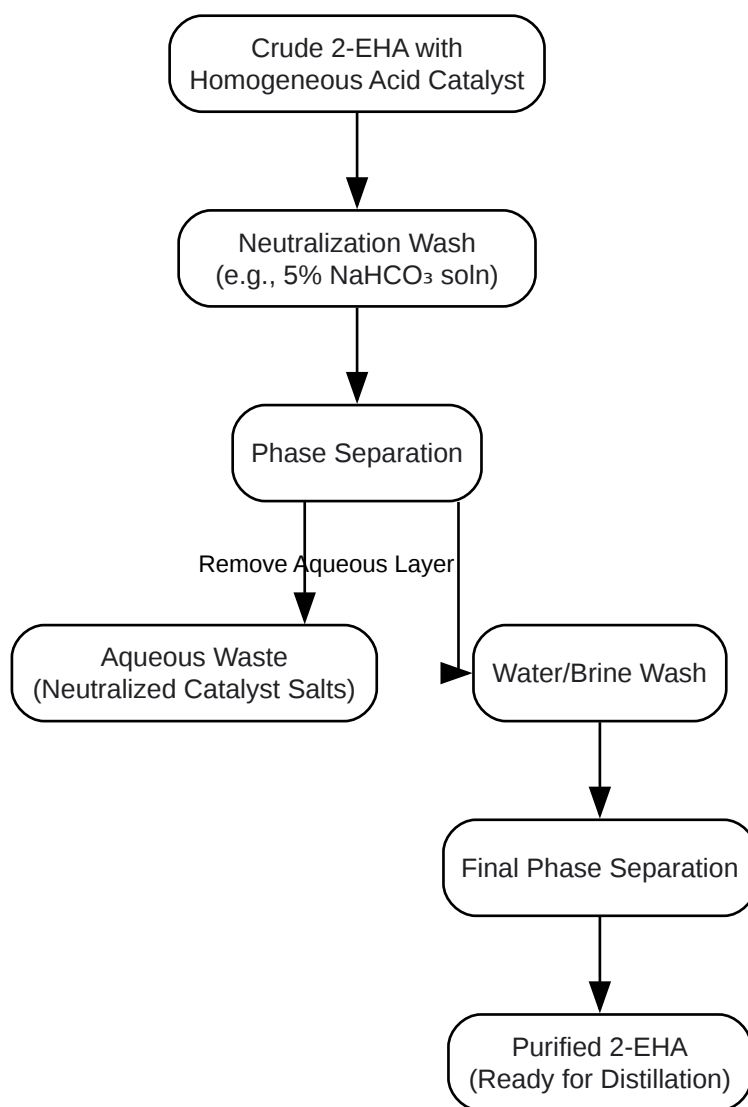 Crude 2-EHA with
Homogeneous Acid Catalyst
Neutralization Wash
(e.g., 5% NaHCO₃ soln)
Phase Separation
Remove Aqueous Layer
Aqueous Waste
(Neutralized Catalyst Salts)
Water/Brine Wash
Final Phase Separation
Purified 2-EHA
(Ready for Distillation)